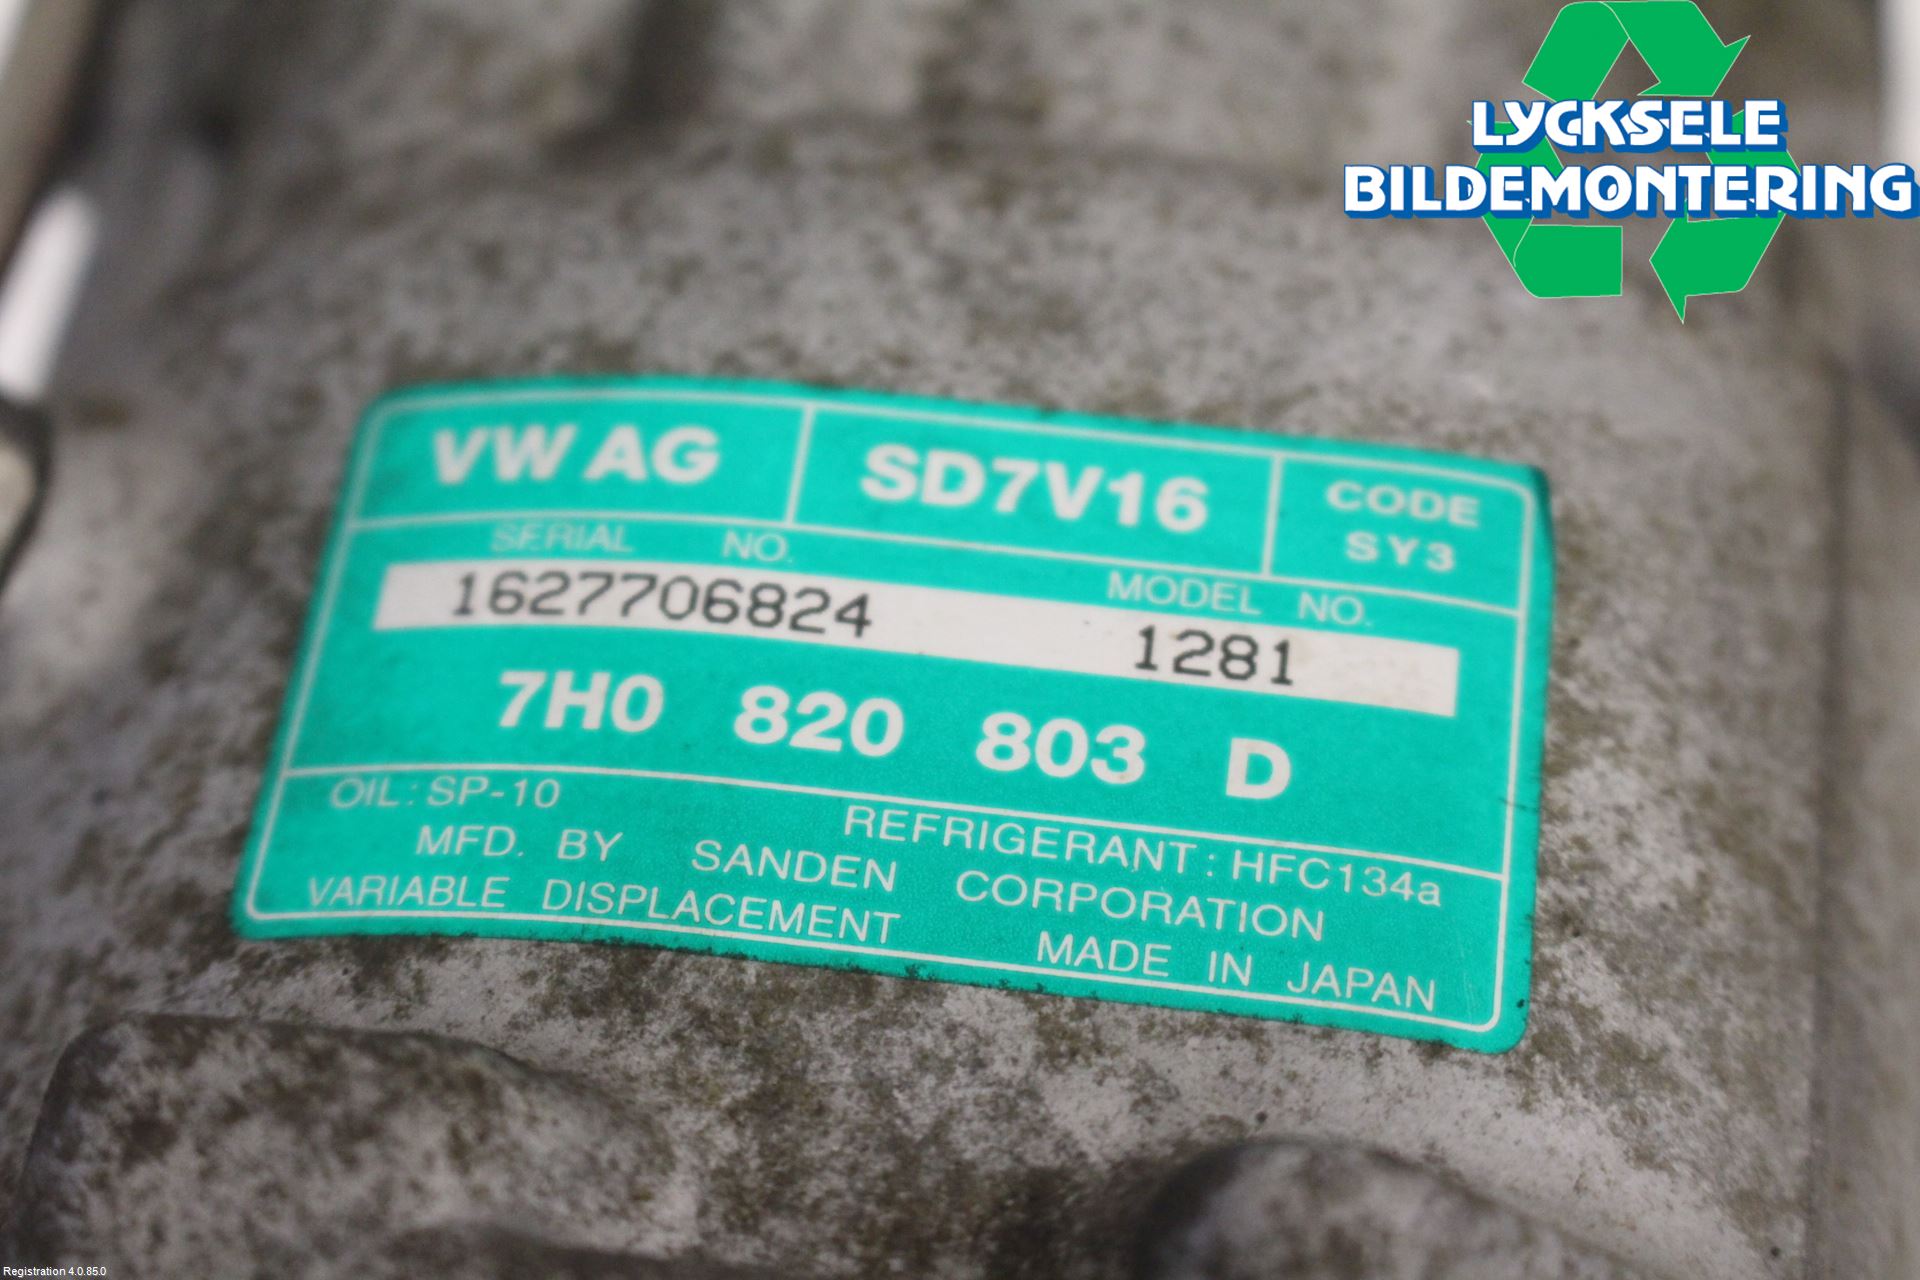 LYCKSELE
BILDEMONTERING
VW AG SD7V16 CODE SY3
SERIAL NO. MODEL NO.
1627706824 1281
7H0 820 803 D
OIL: SP-10 REFRIGERANT: HFC134a
MFD. BY SANDEN CORPORATION
VARIABLE DISPLACEMENT MADE IN JAPAN
Registration 4.0.85.0